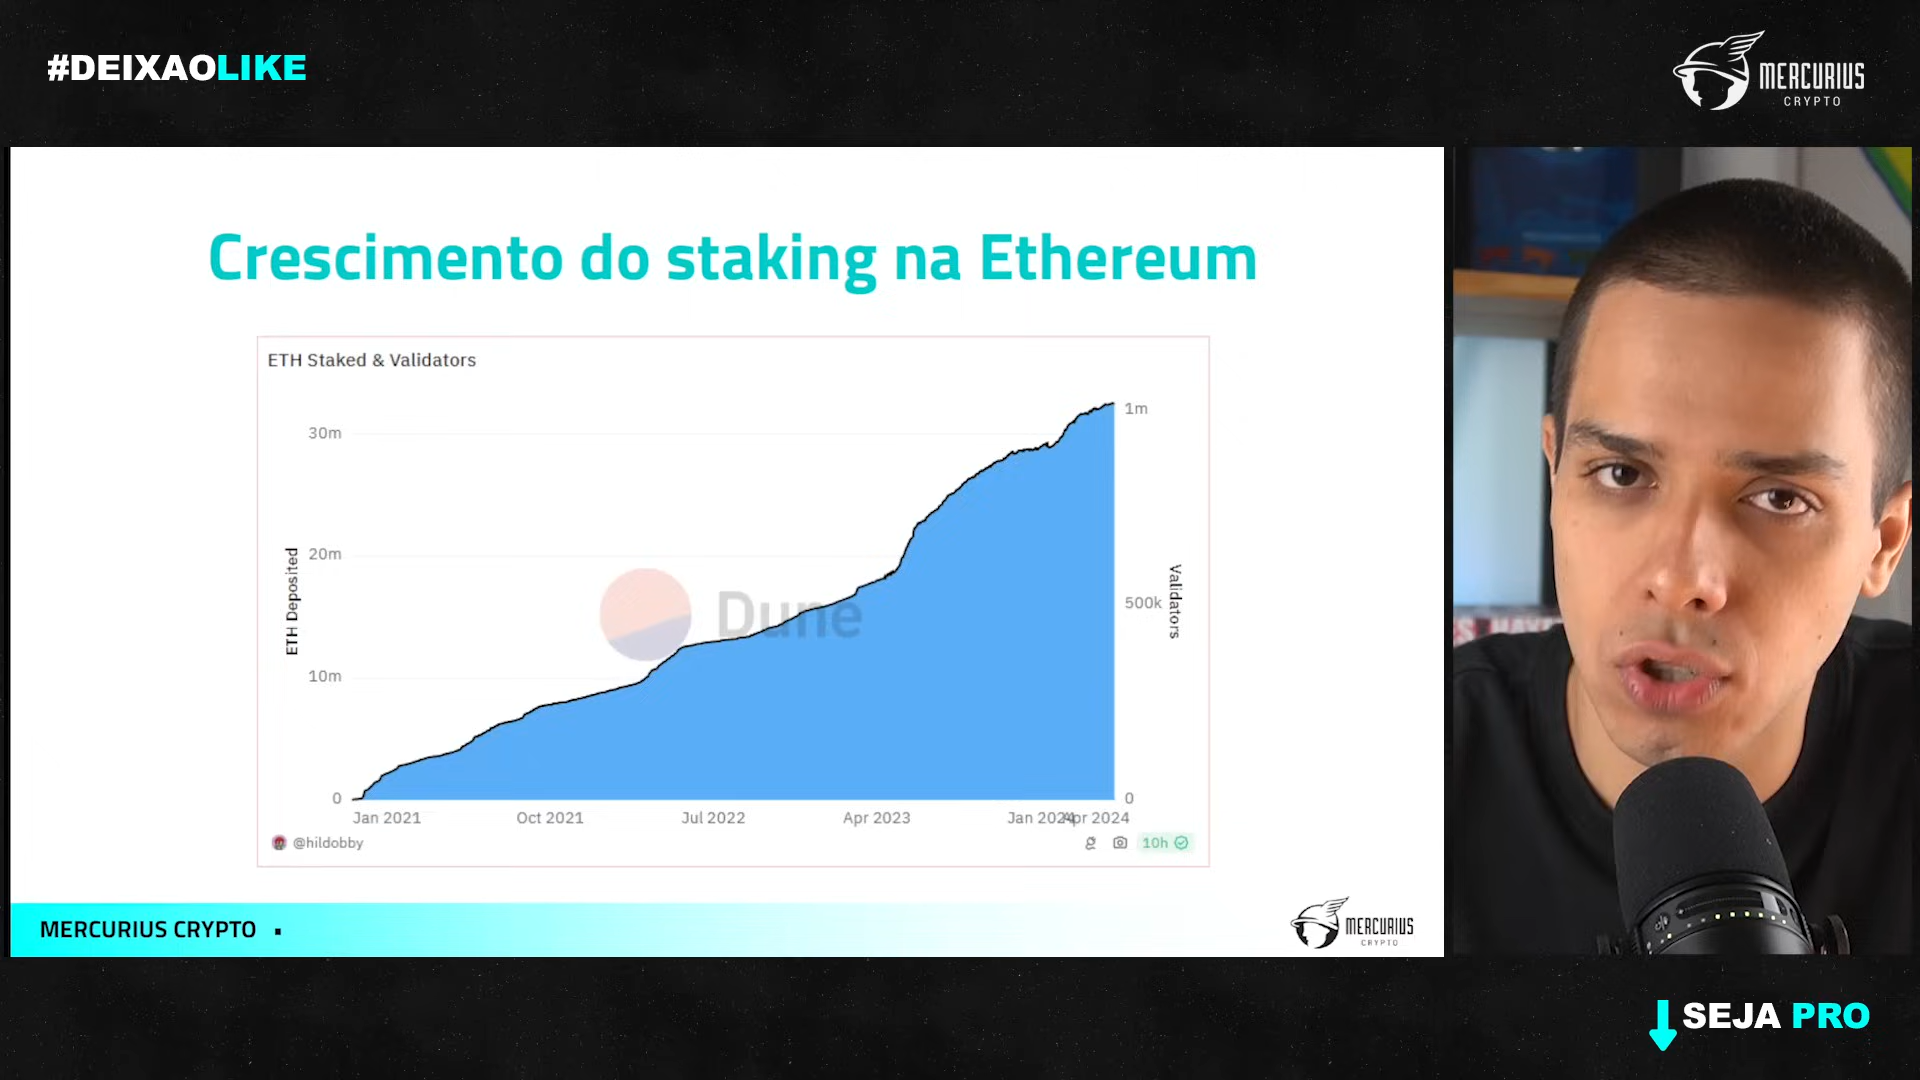 #DEIXAOLIKE
MERCURIUS
CRYPTO
Crescimento do staking na Ethereum
ETH Staked & Validators
30m
20m
10m
0
ETH Deposited
1m
500k
0
Validators
Dune
Jan 2021
Oct 2021
Jul 2022
Apr 2023
Jan 2024
Apr 2024
@hildobby
10h
MERCURIUS CRYPTO
MERCURIUS
CRYPTO
SEJA PRO